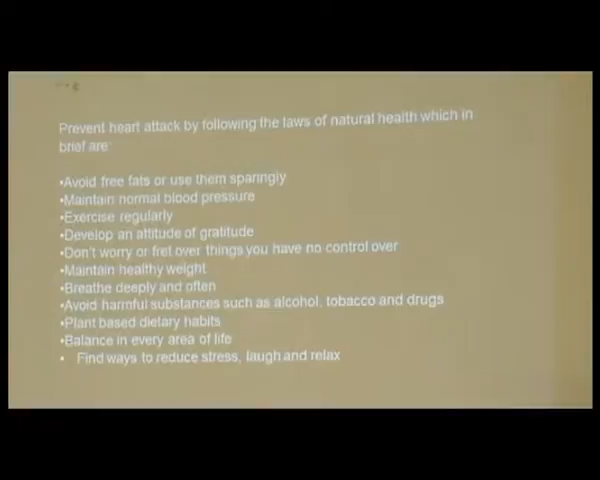 Prevent heart attack by following the laws of natural health which in
brief are
•Avoid free fats or use them sparingly
•Maintain normal blood pressure
•Exercise regularly
•Develop an attitude of gratitude
•Don't worry or fret over things you have no control over
•Maintain healthy weight
•Breathe deeply and often
•Avoid harmful substances such as alcohol, tobacco and drugs
•Plant based dietary habits
•Balance in every area of life
• Find ways to reduce stress, laugh and relax